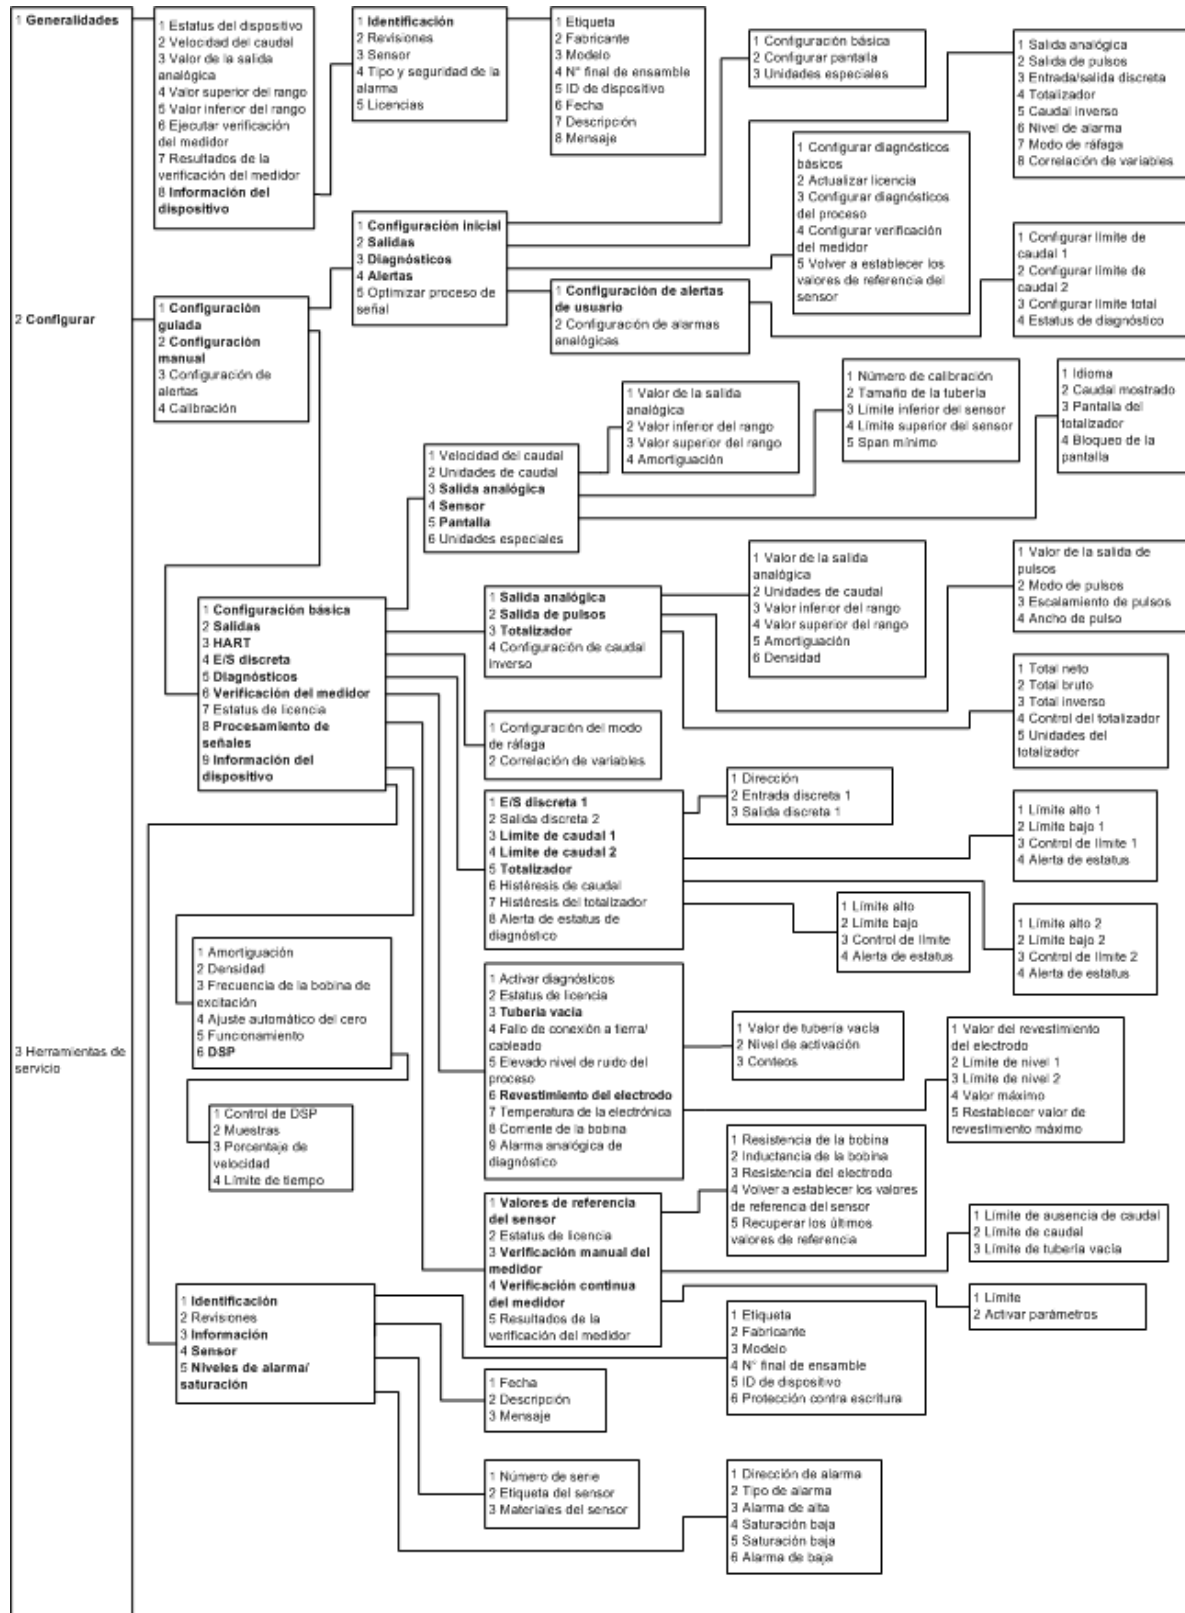 1 Generalidades
1 Estatus del dispositivo
2 Velocidad del caudal
3 Valor de la salida
analógica
4 Valor superior del rango
5 Valor inferior del rango
6 Ejecutar verificación
del medidor
7 Resultados de la
verificación del medidor
8 Información del
dispositivo
1 Identificación
2 Revisiones
3 Sensor
4 Tipo y seguridad de la
alarma
5 Licencias
1 Etiqueta
2 Fabricante
3 Modelo
4 N° final de ensamble
5 ID de dispositivo
6 Fecha
7 Descripción
8 Mensaje
1 Configuración básica
2 Configurar pantalla
3 Unidades especiales
1 Salida analógica
2 Salida de pulsos
3 Entrada/salida discreta
4 Totalizador
5 Caudal inverso
6 Nivel de alarma
7 Modo de ráfaga
8 Correlación de variables
1 Configurar diagnósticos
básicos
2 Actualizar licencia
3 Configurar diagnósticos
del proceso
4 Configurar verificación
del medidor
5 Volver a establecer los
valores de referencia del
sensor
1 Configuración inicial
2 Salidas
3 Diagnósticos
4 Alertas
5 Optimizar proceso de
señal
1 Configuración de alertas
de usuario
2 Configuración de alarmas
analógicas
1 Configurar límite de
caudal 1
2 Configurar límite de
caudal 2
3 Configurar límite total
4 Estatus de diagnóstico
2 Configurar
1 Configuración
guiada
2 Configuración
manual
3 Configuración de
alertas
4 Calibración
1 Valor de la salida
analógica
2 Valor inferior del rango
3 Valor superior del rango
4 Amortiguación
1 Número de calibración
2 Tamaño de la tubería
3 Límite inferior del sensor
4 Límite superior del sensor
5 Span mínimo
1 Idioma
2 Caudal mostrado
3 Pantalla del
totalizador
4 Bloqueo de la
pantalla
1 Velocidad del caudal
2 Unidades de caudal
3 Salida analógica
4 Sensor
5 Pantalla
6 Unidades especiales
1 Configuración básica
2 Salidas
3 HART
4 E/S discreta
5 Diagnósticos
6 Verificación del medidor
7 Estatus de licencia
8 Procesamiento de
señales
9 Información del
dispositivo
1 Salida analógica
2 Salida de pulsos
3 Totalizador
4 Configuración de caudal
inverso
1 Valor de la salida
analógica
2 Unidades de caudal
3 Valor inferior del rango
4 Valor superior del rango
5 Amortiguación
6 Densidad
1 Valor de la salida de
pulsos
2 Modo de pulsos
3 Escalamiento de pulsos
4 Ancho de pulso
1 Total neto
2 Total bruto
3 Total inverso
4 Control del totalizador
5 Unidades del
totalizador
1 Configuración del modo
de ráfaga
2 Correlación de variables
1 E/S discreta 1
2 Salida discreta 2
3 Límite de caudal 1
4 Límite de caudal 2
5 Totalizador
6 Histéresis de caudal
7 Histéresis del totalizador
8 Alerta de estatus de
diagnóstico
1 Dirección
2 Entrada discreta 1
3 Salida discreta 1
1 Límite alto 1
2 Límite bajo 1
3 Control de límite 1
4 Alerta de estatus
1 Límite alto
2 Límite bajo
3 Control de límite
4 Alerta de estatus
1 Límite alto 2
2 Límite bajo 2
3 Control de límite 2
4 Alerta de estatus
3 Herramientas de
servicio
1 Amortiguación
2 Densidad
3 Frecuencia de la bobina de
excitación
4 Ajuste automático del cero
5 Funcionamiento
6 DSP
1 Control de DSP
2 Muestras
3 Porcentaje de
velocidad
4 Límite de tiempo
1 Activar diagnósticos
2 Estatus de licencia
3 Tubería vacía
4 Fallo de conexión a tierra/
cableado
5 Elevado nivel de ruido del
proceso
6 Revestimiento del electrodo
7 Temperatura de la electrónica
8 Corriente de la bobina
9 Alarma analógica de
diagnóstico
1 Valor de tubería vacía
2 Nivel de activación
3 Conteos
1 Valor del revestimiento
del electrodo
2 Límite de nivel 1
3 Límite de nivel 2
4 Valor máximo
5 Restablecer valor de
revestimiento máximo
1 Valores de referencia
del sensor
2 Estatus de licencia
3 Verificación manual del
medidor
4 Verificación continua
del medidor
5 Resultados de la
verificación del medidor
1 Resistencia de la bobina
2 Inductancia de la bobina
3 Resistencia del electrodo
4 Volver a establecer los valores
de referencia del sensor
5 Recuperar los últimos
valores de referencia
1 Límite de ausencia de caudal
2 Límite de caudal
3 Límite de tubería vacía
1 Límite
2 Activar parámetros
1 Identificación
2 Revisiones
3 Información
4 Sensor
5 Niveles de alarma/
saturación
1 Etiqueta
2 Fabricante
3 Modelo
4 N° final de ensamble
5 ID de dispositivo
6 Protección contra escritura
1 Fecha
2 Descripción
3 Mensaje
1 Número de serie
2 Etiqueta del sensor
3 Materiales del sensor
1 Dirección de alarma
2 Tipo de alarma
3 Alarma de alta
4 Saturación baja
5 Saturación baja
6 Alarma de baja